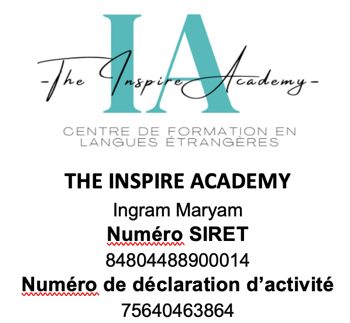 IA
-The Inspire Academy-
CENTRE DE FORMATION EN
LANGUES ÉTRANGÈRES
THE INSPIRE ACADEMY
Ingram Maryam
Numéro SIRET
84804488900014
Numéro de déclaration d’activité
75640463864